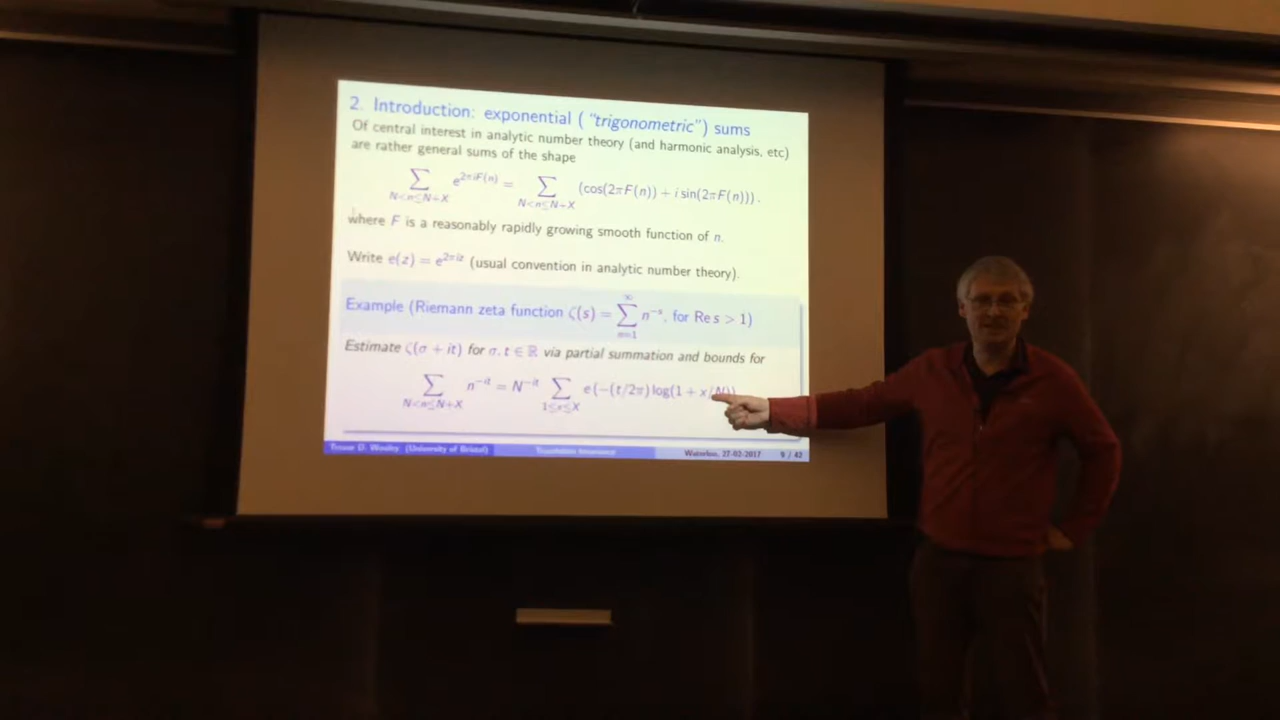 2. Introduction: exponential ( "trigonometric") sums
Of central interest in analytic number theory (and harmonic analysis, etc)
are rather general sums of the shape
∑_{N<n≤N+X} e^{2πiF(n)} = ∑_{N<n≤N+X} (cos(2πF(n)) + i sin(2πF(n))).
where F is a reasonably rapidly growing smooth function of n.
Write e(z) = e^{2πiz} (usual convention in analytic number theory).
Example (Riemann zeta function ζ(s) = ∑_{n=1}^{∞} n^{-s}, for Re s > 1)
Estimate ζ(σ + it) for σ, t ∈ ℝ via partial summation and bounds for
∑_{N<n≤N+X} n^{-it} = N^{-it} ∑_{1≤x≤X} e(−(t/2π) log(1 + x/N))
Trevor D. Wooley (University of Bristol) Translation Invariance Waterloo, 27-02-2017 9 / 42